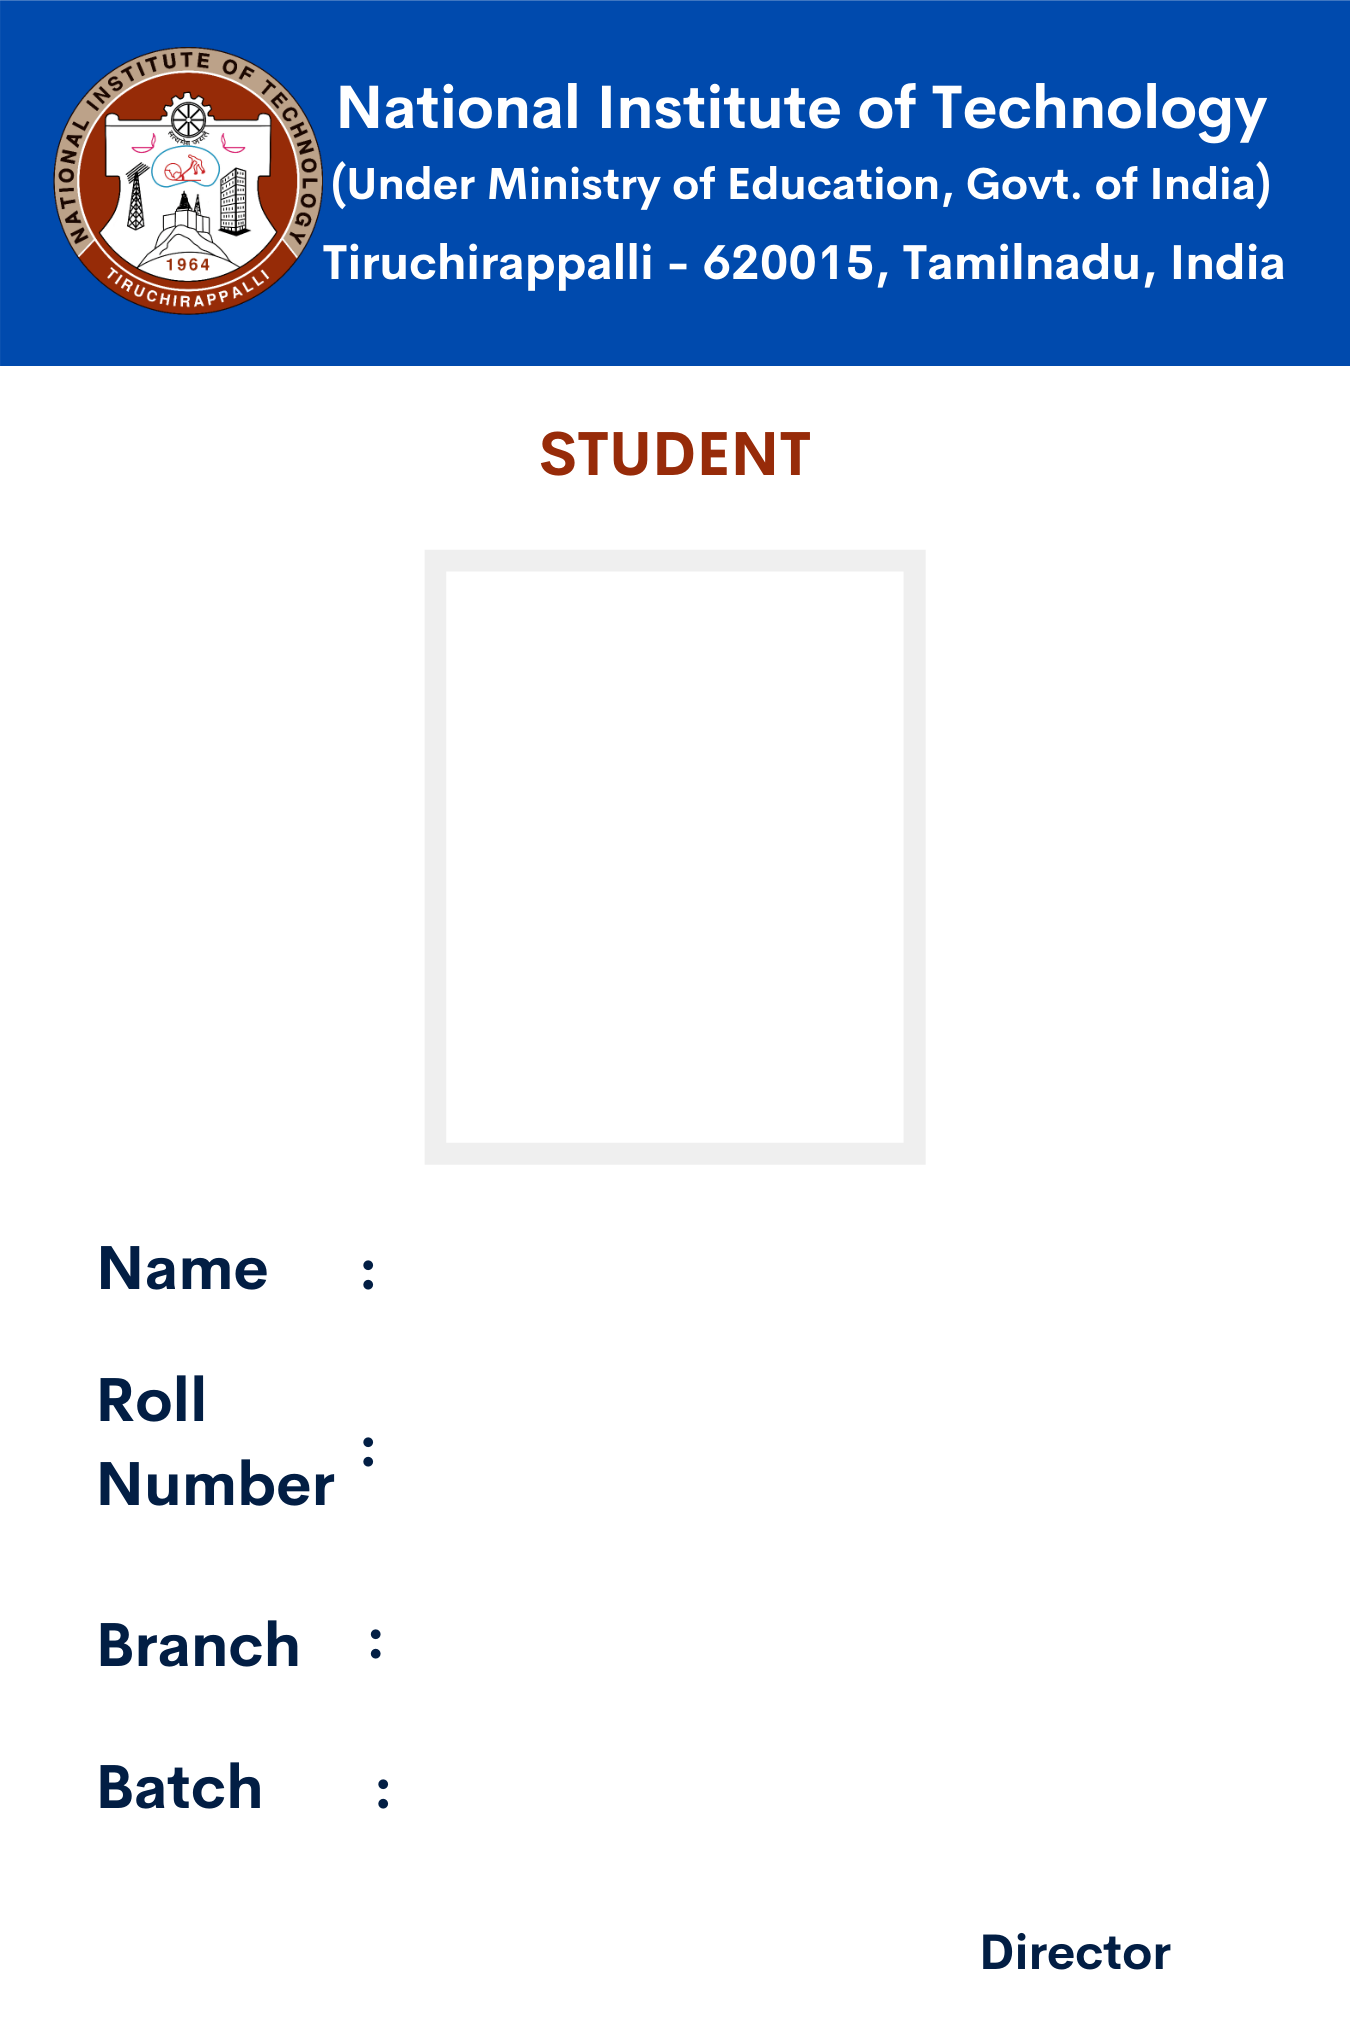 NATIONAL INSTITUTE OF TECHNOLOGY
1964
TIRUCHIRAPPALLI
National Institute of Technology
(Under Ministry of Education, Govt. of India)
Tiruchirappalli - 620015, Tamilnadu, India
STUDENT
Name :
Roll
Number :
Branch :
Batch :
Director